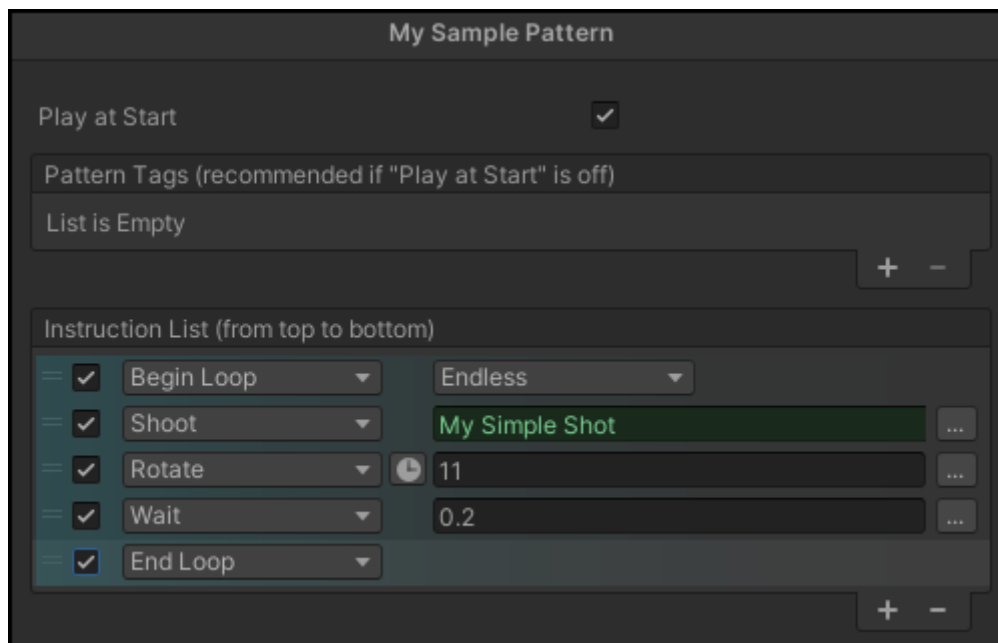 My Sample Pattern
Play at Start
Pattern Tags (recommended if "Play at Start" is off)
List is Empty
+ −
Instruction List (from top to bottom)
Begin Loop Endless
Shoot My Simple Shot ...
Rotate 11 ...
Wait 0.2 ...
End Loop
+ −